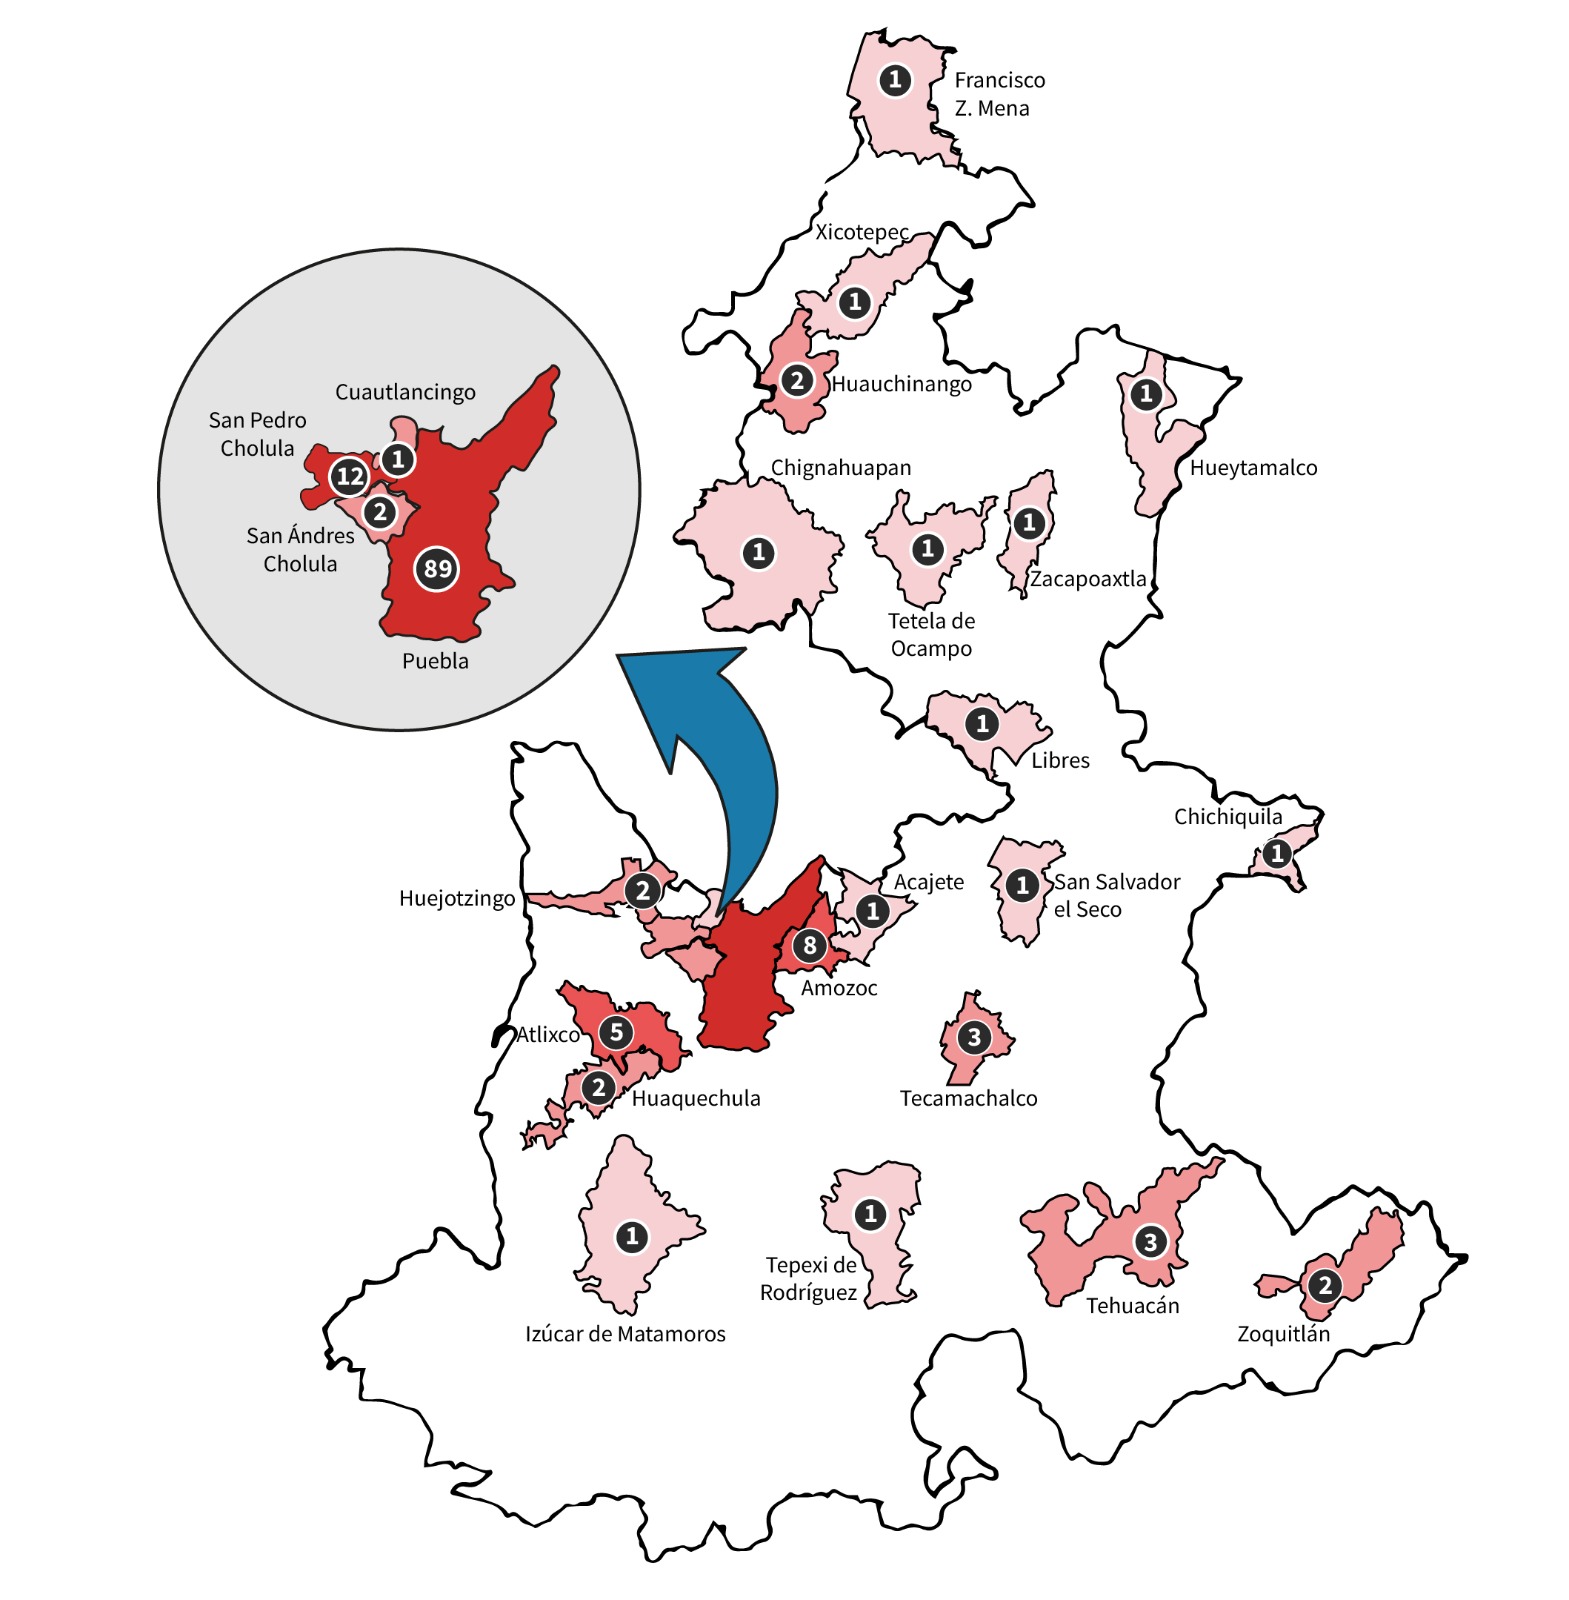 1
Francisco
Z. Mena
Xicotepec
1
2
Huauchinango
1
Hueytamalco
Cuautlancingo
San Pedro
Cholula
12
1
2
San Ándres
Cholula
89
Puebla
Chignahuapan
1
1
Tetela de
Ocampo
1
Zacapoaxtla
1
Libres
Chichiquila
1
Huejotzingo
2
Acajete
1
8
Amozoc
1
San Salvador
el Seco
Atlixco
5
2
Huaquechula
3
Tecamachalco
1
Izúcar de Matamoros
1
Tepexi de
Rodríguez
3
Tehuacán
2
Zoquitlán